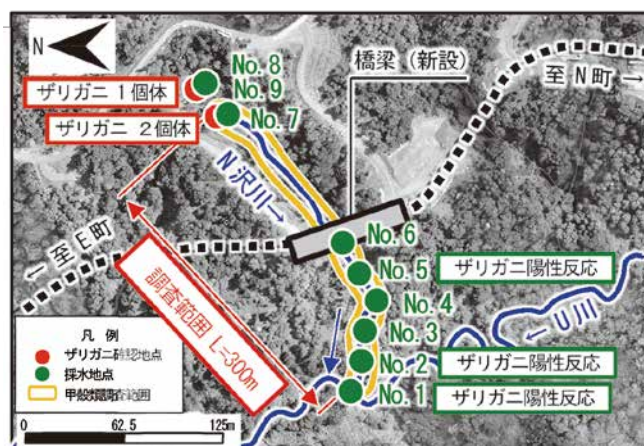 N
No. 8
No. 9
No. 7
ザリガニ 1個体
ザリガニ 2個体
橋梁（新設）
至N町→
N沢川→
←至E町
調査範囲 L=300m
No. 6
No. 5
No. 4
No. 3
No. 2
No. 1
ザリガニ陽性反応
ザリガニ陽性反応
ザリガニ陽性反応
←U川
凡 例
ザリガニ確認地点
採水地点
0
62.5
125m